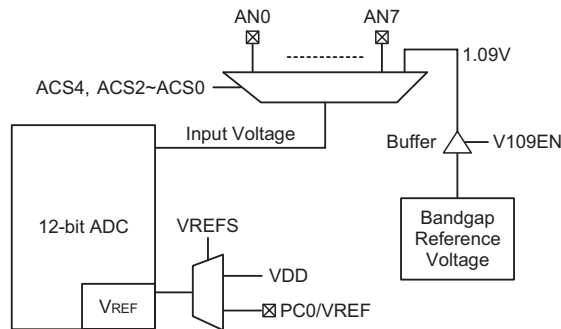 AN0
AN7
1.09V
ACS4, ACS2~ACS0
Input Voltage
Buffer
V109EN
12-bit ADC
Bandgap
Reference
Voltage
VREFS
VDD
VREF
PC0/VREF